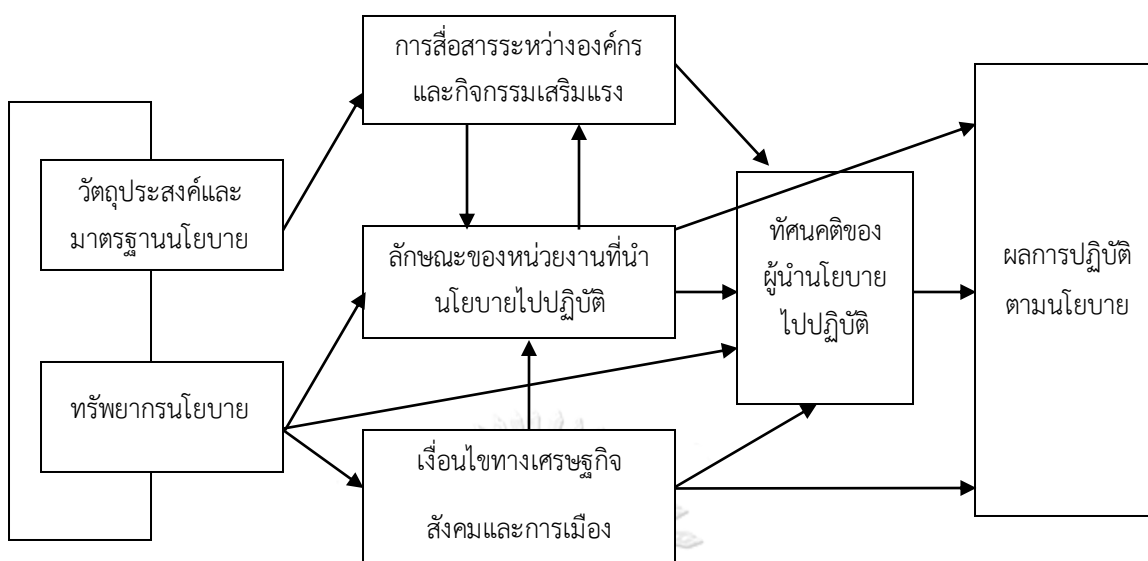 การสื่อสารระหว่างองค์กร
และกิจกรรมเสริมแรง
วัตถุประสงค์และ
มาตรฐานนโยบาย
ลักษณะของหน่วยงานที่นำ
นโยบายไปปฏิบัติ
ทัศนคติของ
ผู้นำนโยบาย
ไปปฏิบัติ
ผลการปฏิบัติ
ตามนโยบาย
ทรัพยากรนโยบาย
เงื่อนไขทางเศรษฐกิจ
สังคมและการเมือง